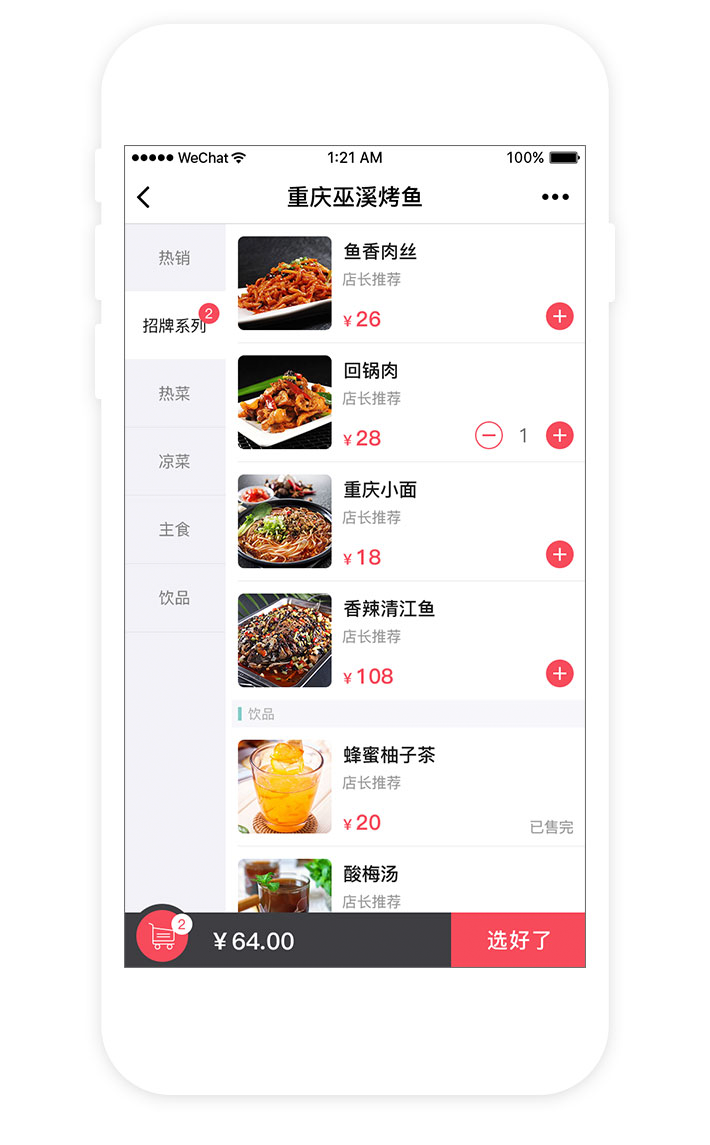 ●●●●● WeChat 1:21 AM 100%
重庆巫溪烤鱼
热销
招牌系列 2
热菜
凉菜
主食
饮品
鱼香肉丝
店长推荐
¥ 26
回锅肉
店长推荐
¥ 28
1
重庆小面
店长推荐
¥ 18
香辣清江鱼
店长推荐
¥ 108
饮品
蜂蜜柚子茶
店长推荐
¥ 20
已售完
酸梅汤
店长推荐
2
¥ 64.00
选好了